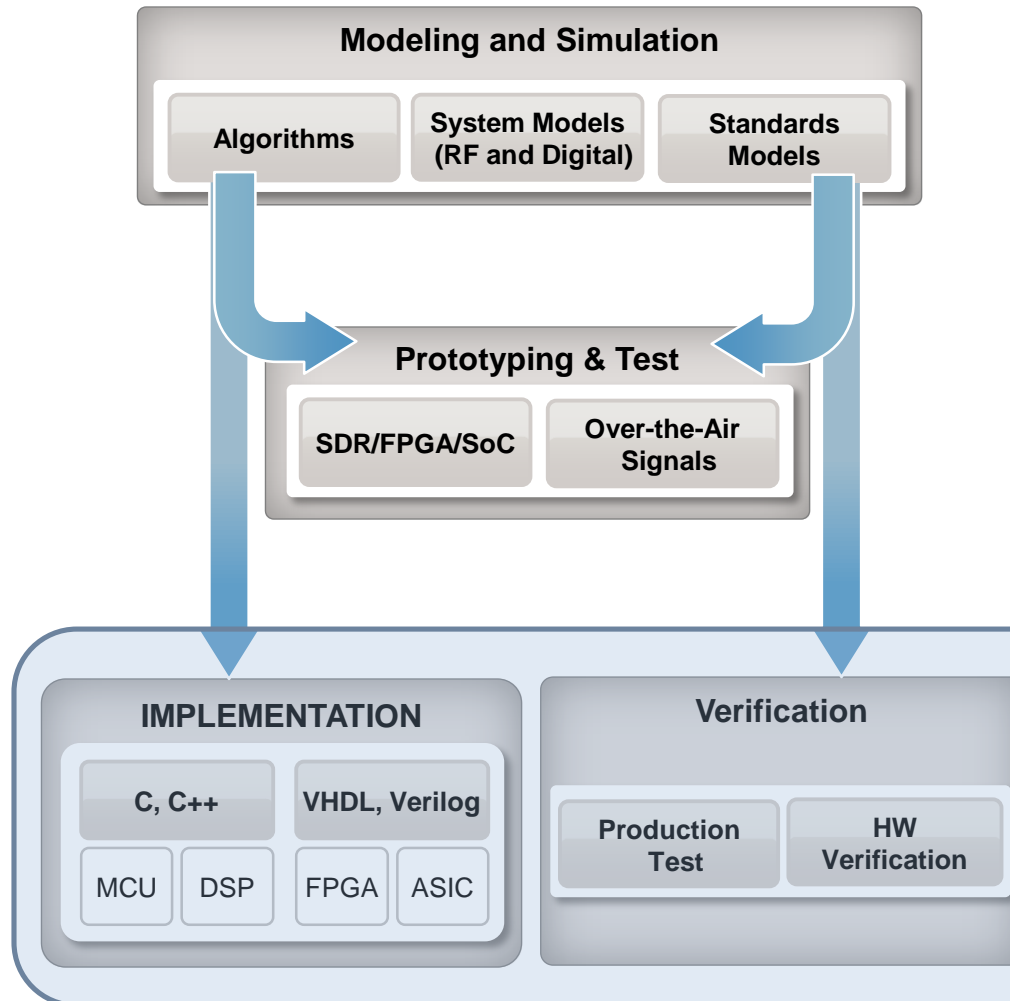 Modeling and Simulation
Algorithms
System Models
(RF and Digital)
Standards
Models
Prototyping & Test
SDR/FPGA/SoC
Over-the-Air
Signals
IMPLEMENTATION
C, C++
VHDL, Verilog
MCU
DSP
FPGA
ASIC
Verification
Production
Test
HW
Verification